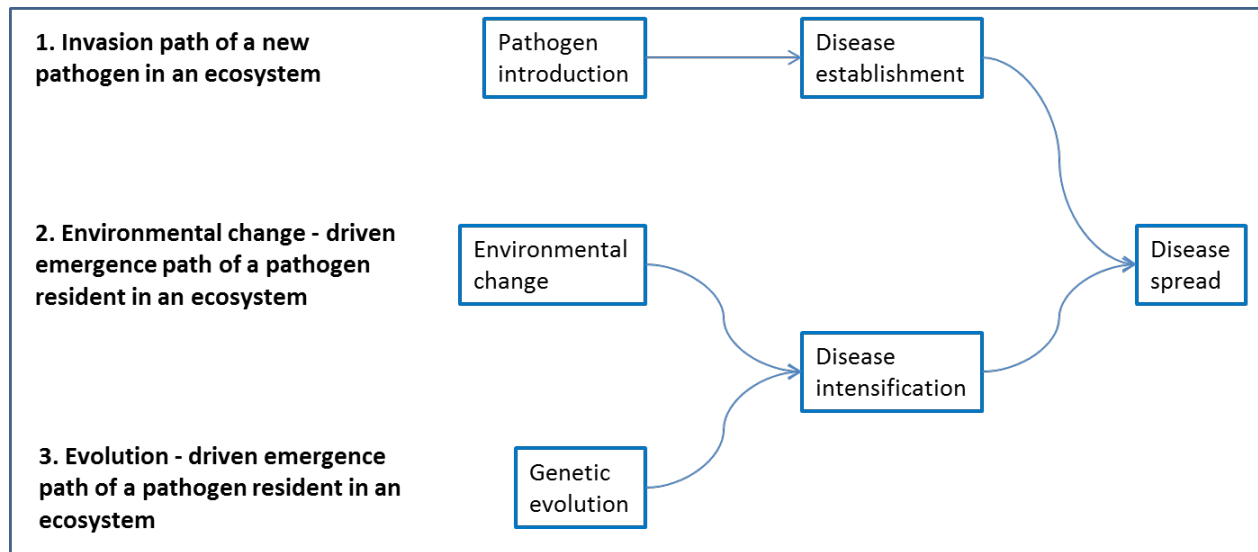 1. Invasion path of a new
pathogen in an ecosystem
Pathogen
introduction
Disease
establishment
2. Environmental change - driven
emergence path of a pathogen
resident in an ecosystem
Environmental
change
Disease
spread
Disease
intensification
3. Evolution - driven emergence
path of a pathogen resident in an
ecosystem
Genetic
evolution